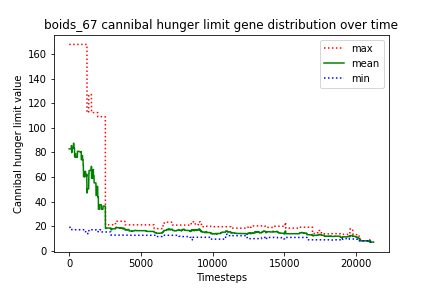 boids_67 cannibal hunger limit gene distribution over time
Cannibal hunger limit value
160
140
120
100
80
60
40
20
0
max
mean
min
0
5000
10000
15000
20000
Timesteps